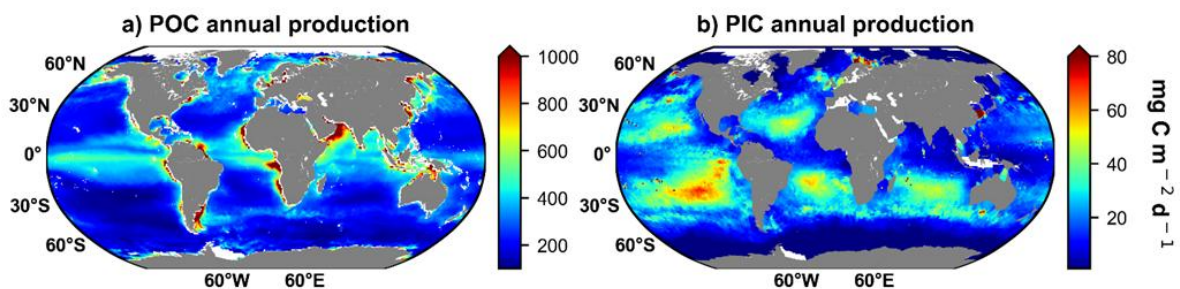 a) POC annual production
b) PIC annual production
60°N
30°N
0°
30°S
60°S
60°W 60°E
1000
800
600
400
200
60°N
30°N
0°
30°S
60°S
60°W 60°E
80
60
40
20
mg C m⁻² d⁻¹